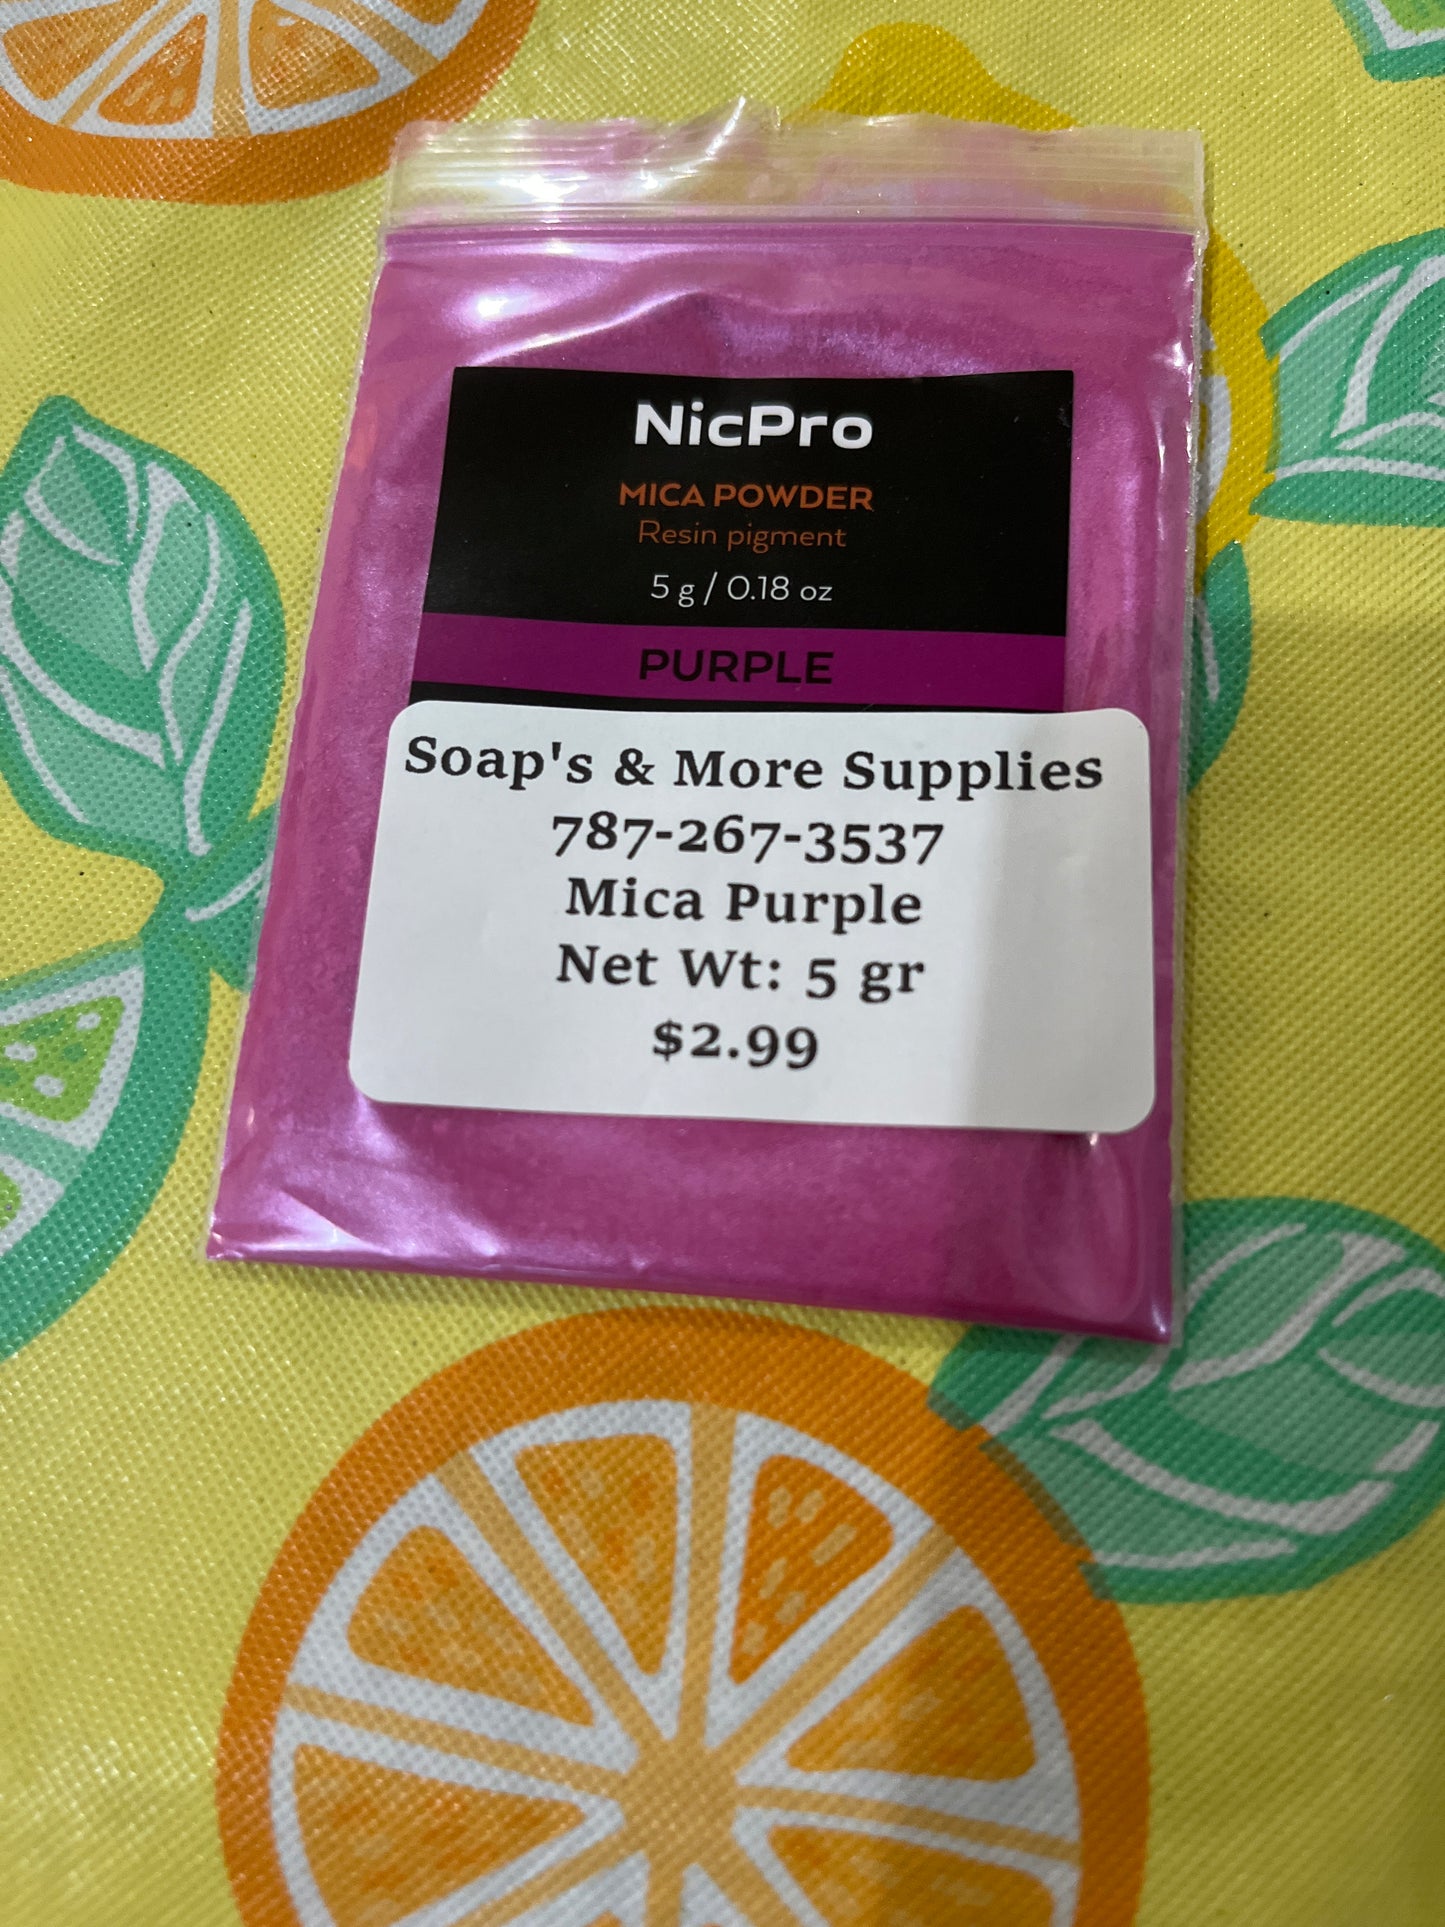 NicPro
MICA POWDER
Resin pigment
5 g / 0.18 oz
PURPLE
Soap's & More Supplies
787-267-3537
Mica Purple
Net Wt: 5 gr
$2.99